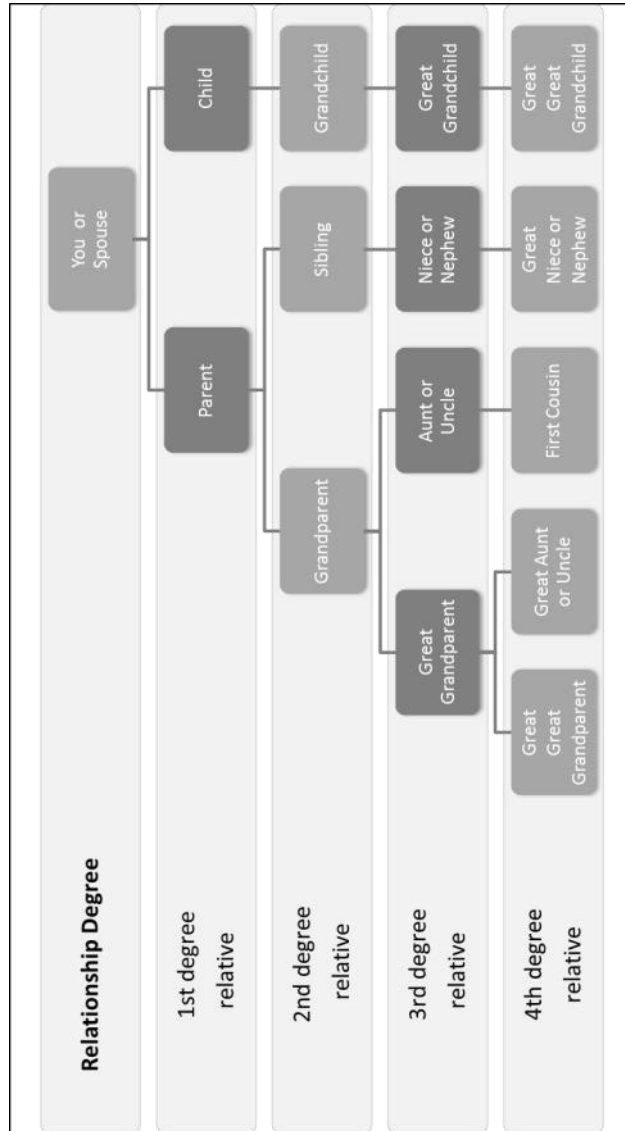 Relationship Degree
You or
Spouse
1st degree
relative
Parent
Child
2nd degree
relative
Grandparent
Sibling
Grandchild
3rd degree
relative
Great
Grandparent
Aunt or
Uncle
Niece or
Nephew
Great
Grandchild
4th degree
relative
Great
Great
Grandparent
Great Aunt
or Uncle
First Cousin
Great
Niece or
Nephew
Great
Great
Grandchild